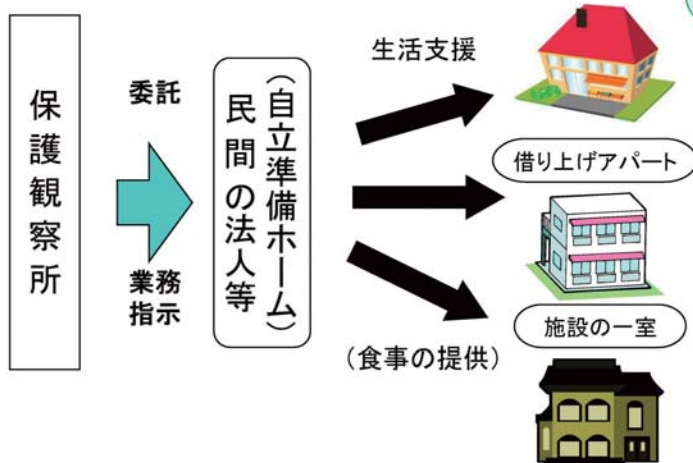 保護観察所
委託
業務
指示
民間の法人等
（自立準備ホーム）
生活支援
（食事の提供）
借り上げアパート
施設の一室